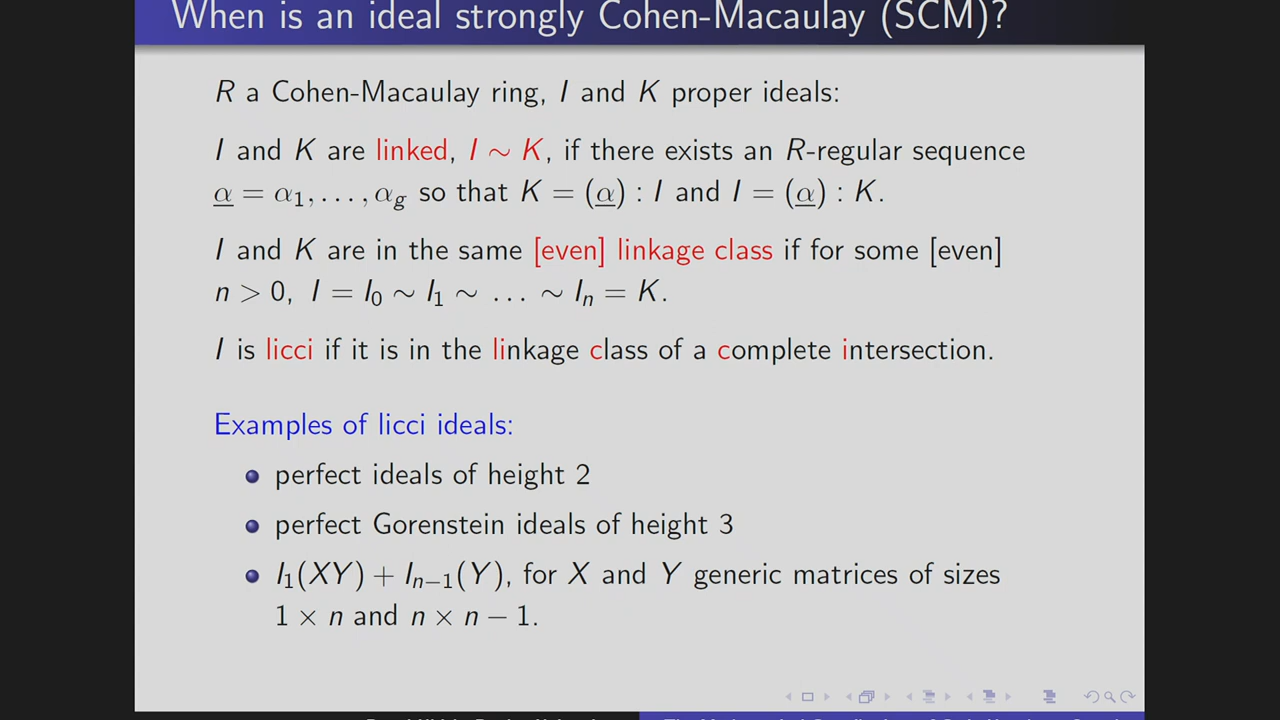 When is an ideal strongly Cohen-Macaulay (SCM)?
R a Cohen-Macaulay ring, I and K proper ideals:
I and K are linked, I ∼ K, if there exists an R-regular sequence
α = α₁, . . . , α_g so that K = (α) : I and I = (α) : K.
I and K are in the same [even] linkage class if for some [even]
n > 0, I = I₀ ∼ I₁ ∼ . . . ∼ Iₙ = K.
I is licci if it is in the linkage class of a complete intersection.
Examples of licci ideals:
perfect ideals of height 2
perfect Gorenstein ideals of height 3
I₁(XY) + Iₙ₋₁(Y), for X and Y generic matrices of sizes
1 × n and n × n − 1.